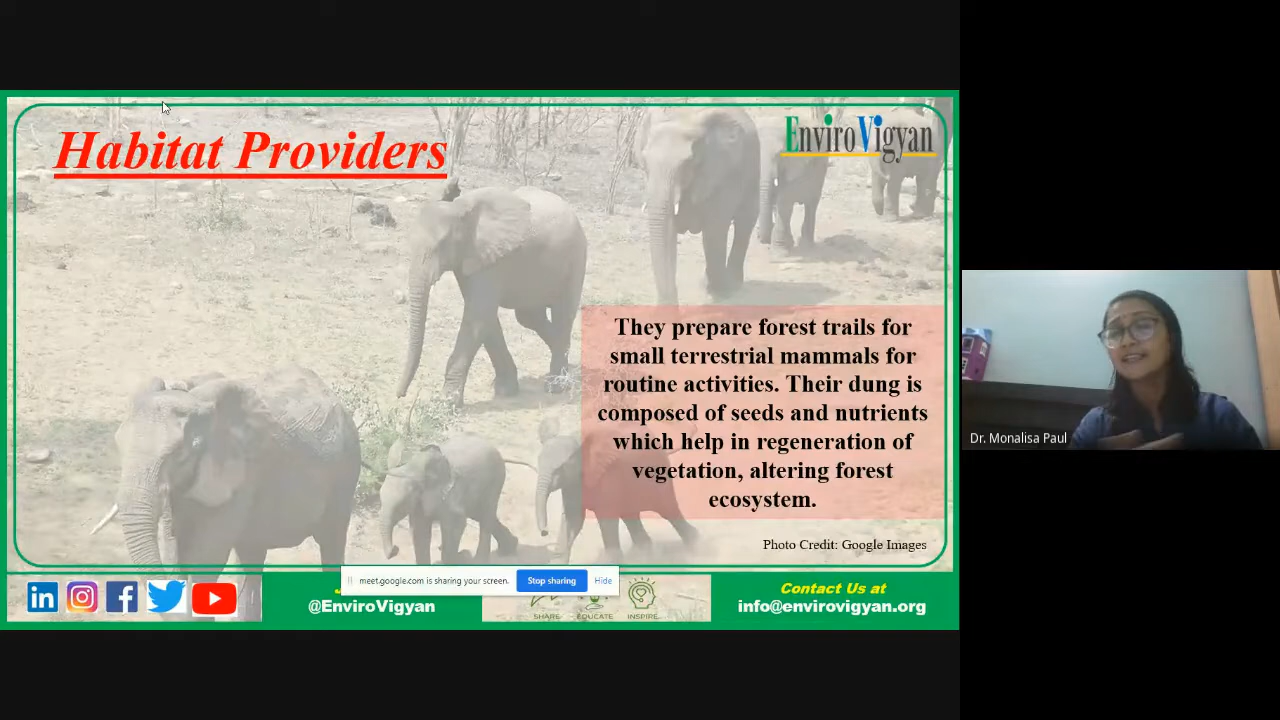 Habitat Providers
EnviroVigyan
They prepare forest trails for
small terrestrial mammals for
routine activities. Their dung is
composed of seeds and nutrients
which help in regeneration of
vegetation, altering forest
ecosystem.
Photo Credit: Google Images
Dr. Monalisa Paul
meet.google.com is sharing your screen.
Stop sharing
Hide
@EnviroVigyan
SHARE
EDUCATE
INSPIRE
Contact Us at
info@envirovigyan.org